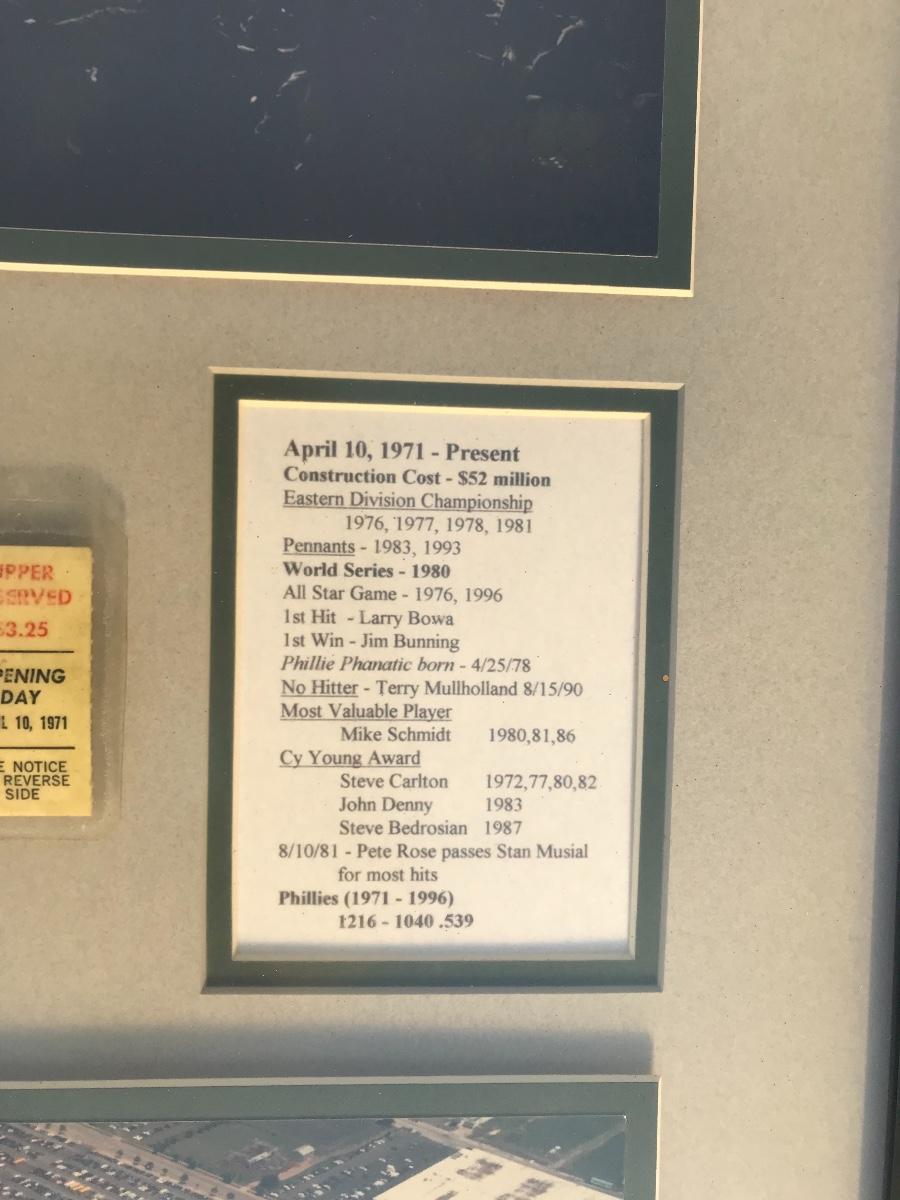 UPPER
RESERVED
$3.25
OPENING
DAY
L 10, 1971
E NOTICE
REVERSE
SIDE
April 10, 1971 - Present
Construction Cost - $52 million
Eastern Division Championship
1976, 1977, 1978, 1981
Pennants - 1983, 1993
World Series - 1980
All Star Game - 1976, 1996
1st Hit - Larry Bowa
1st Win - Jim Bunning
Phillie Phanatic born - 4/25/78
No Hitter - Terry Mullholland 8/15/90
Most Valuable Player
Mike Schmidt 1980,81,86
Cy Young Award
Steve Carlton 1972,77,80,82
John Denny 1983
Steve Bedrosian 1987
8/10/81 - Pete Rose passes Stan Musial
for most hits
Phillies (1971 - 1996)
1216 - 1040 .539